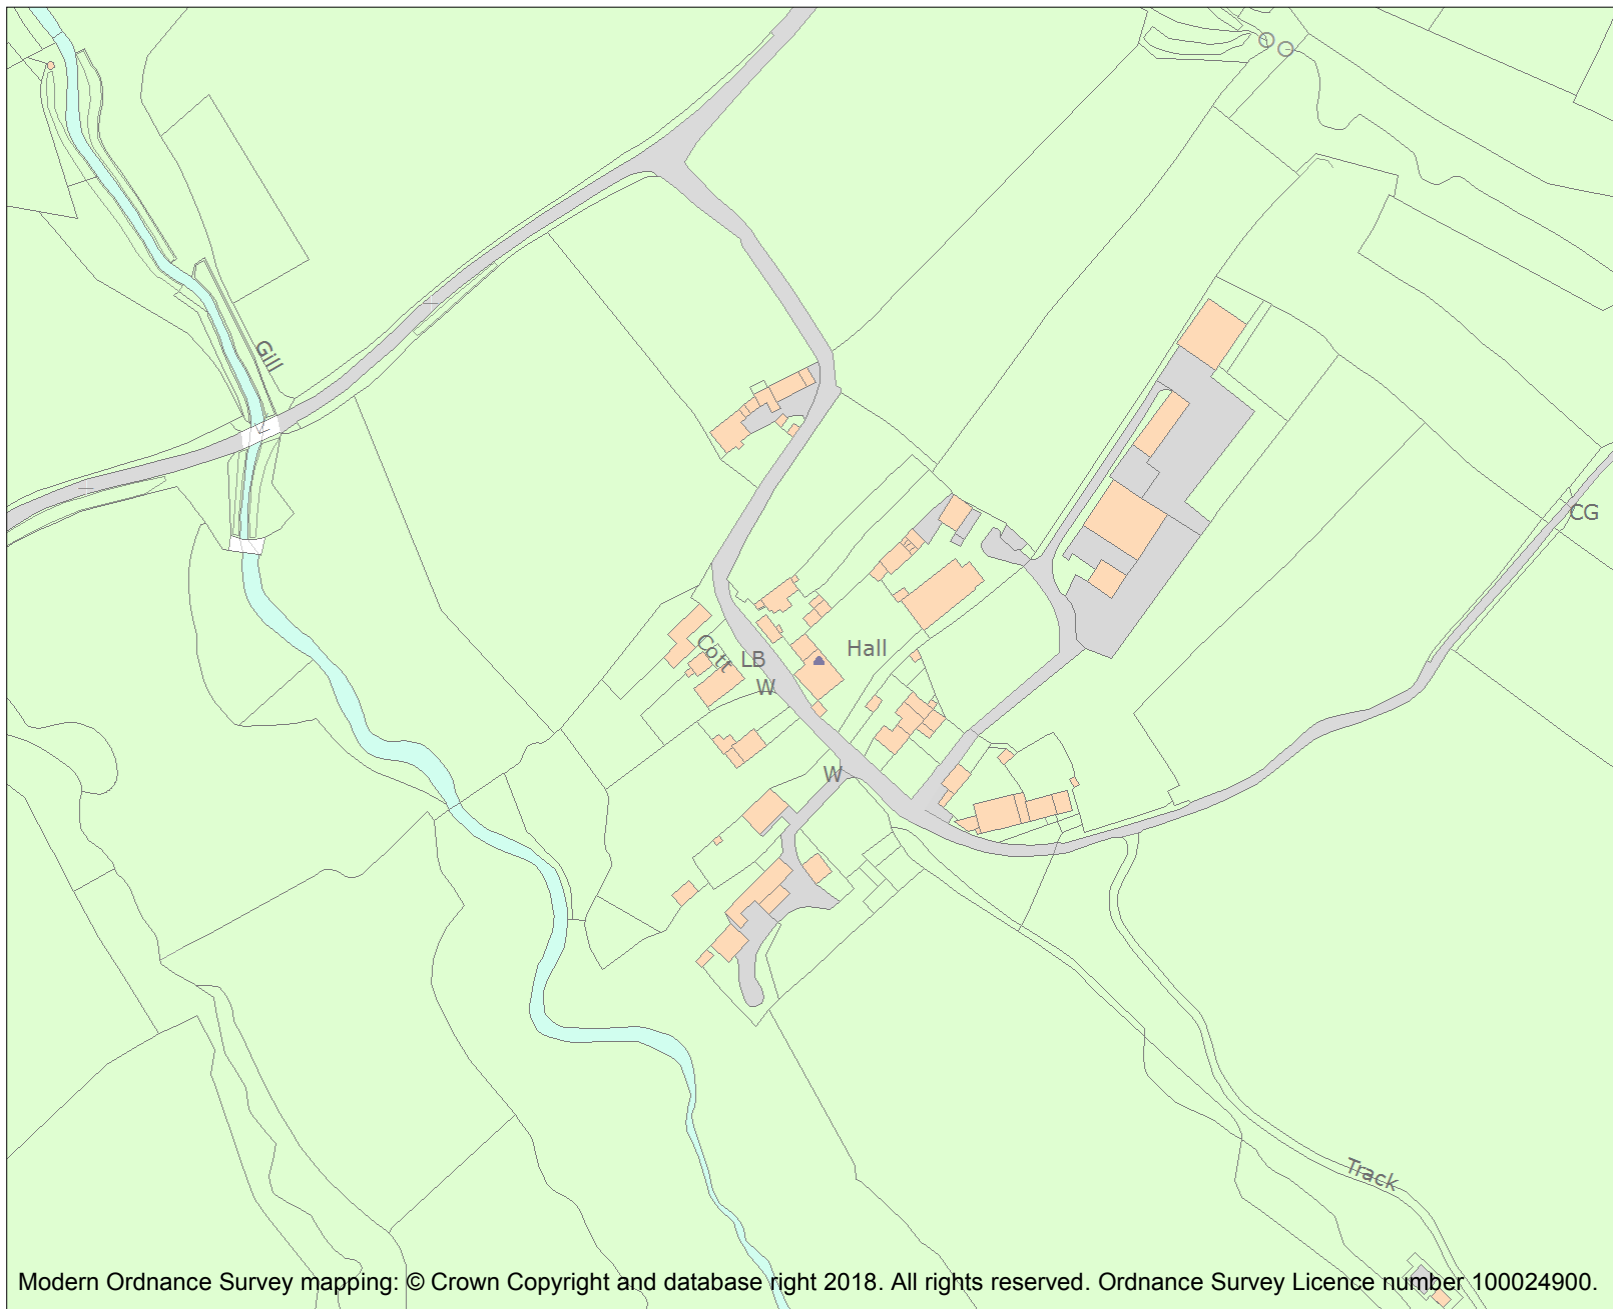 Gill
CG
Hall
Cott
LB
W
W
Track
Modern Ordnance Survey mapping: © Crown Copyright and database right 2018. All rights reserved. Ordnance Survey Licence number 100024900.